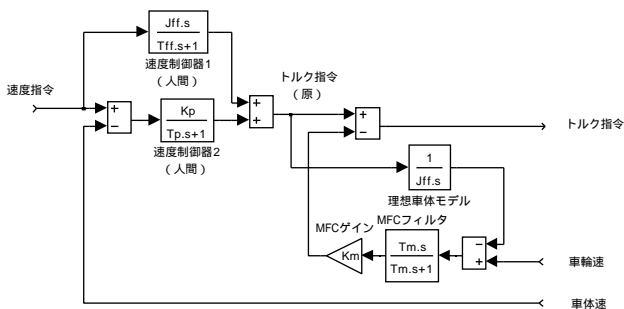 Jff.s
Tff.s+1
速度制御器1
(人間)
トルク指令
(原)
速度指令
+
−
Kp
Tp.s+1
速度制御器2
(人間)
+
+
+
−
トルク指令
1
Jff.s
理想車体モデル
MFCゲイン
MFCフィルタ
Km
Tm.s
Tm.s+1
−
+
車輪速
車体速